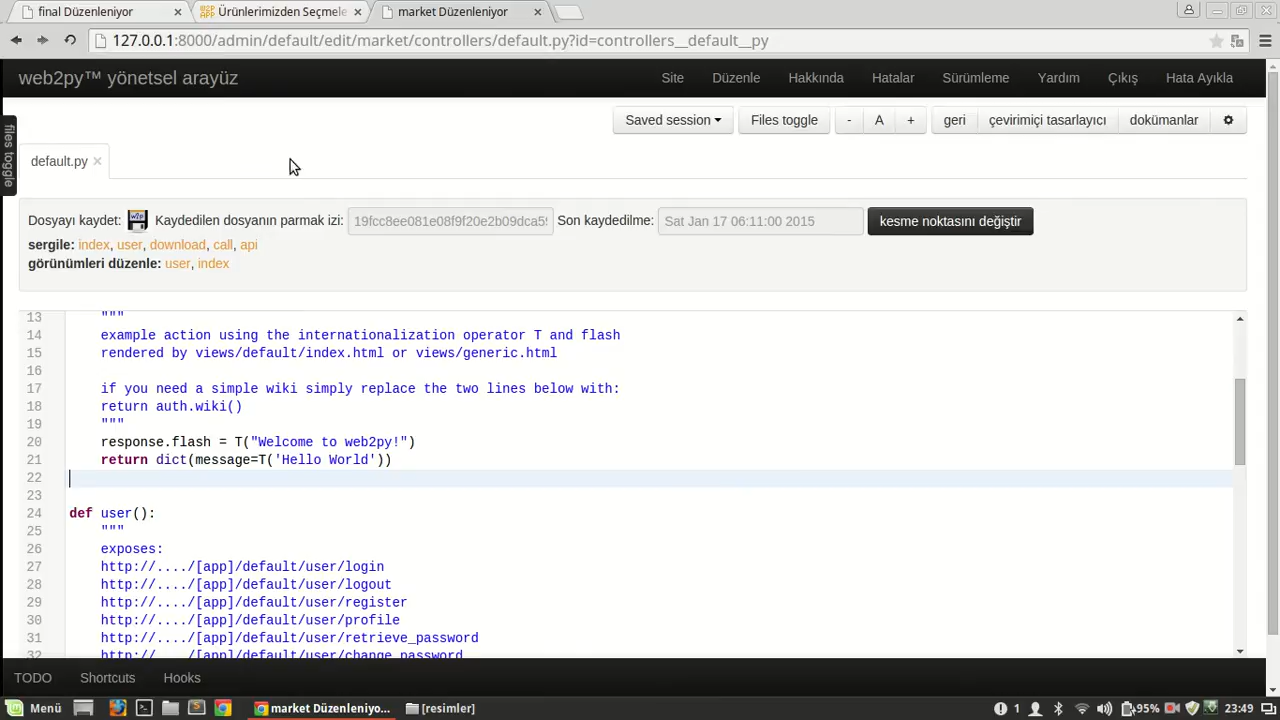 final Düzenleniyor
Ürünlerimizden Seçmele
market Düzenleniyor
127.0.0.1:8000/admin/default/edit/market/controllers/default.py?id=controllers__default__py
web2py™ yönetsel arayüz
Site Düzenle Hakkında Hatalar Sürümleme Yardım Çıkış Hata Ayıkla
files toggle
Saved session Files toggle - A + geri çevirimiçi tasarlayıcı dokümanlar
default.py
Dosyayı kaydet: Kaydedilen dosyanın parmak izi: 19fcc8ee081e08f9f20e2b09dca5 Son kaydedilme: Sat Jan 17 06:11:00 2015 kesme noktasını değiştir
sergile: index, user, download, call, api
görünümleri düzenle: user, index
13 """
14 example action using the internationalization operator T and flash
15 rendered by views/default/index.html or views/generic.html
16
17 if you need a simple wiki simply replace the two lines below with:
18 return auth.wiki()
19 """
20 response.flash = T("Welcome to web2py!")
21 return dict(message=T('Hello World'))
22
23
24 def user():
25 """
26 exposes:
27 http://..../[app]/default/user/login
28 http://..../[app]/default/user/logout
29 http://..../[app]/default/user/register
30 http://..../[app]/default/user/profile
31 http://..../[app]/default/user/retrieve_password
32 http://..../[app]/default/user/change_password
TODO Shortcuts Hooks
Menü market Düzenleniyo... [resimler] 1 95% 23:49